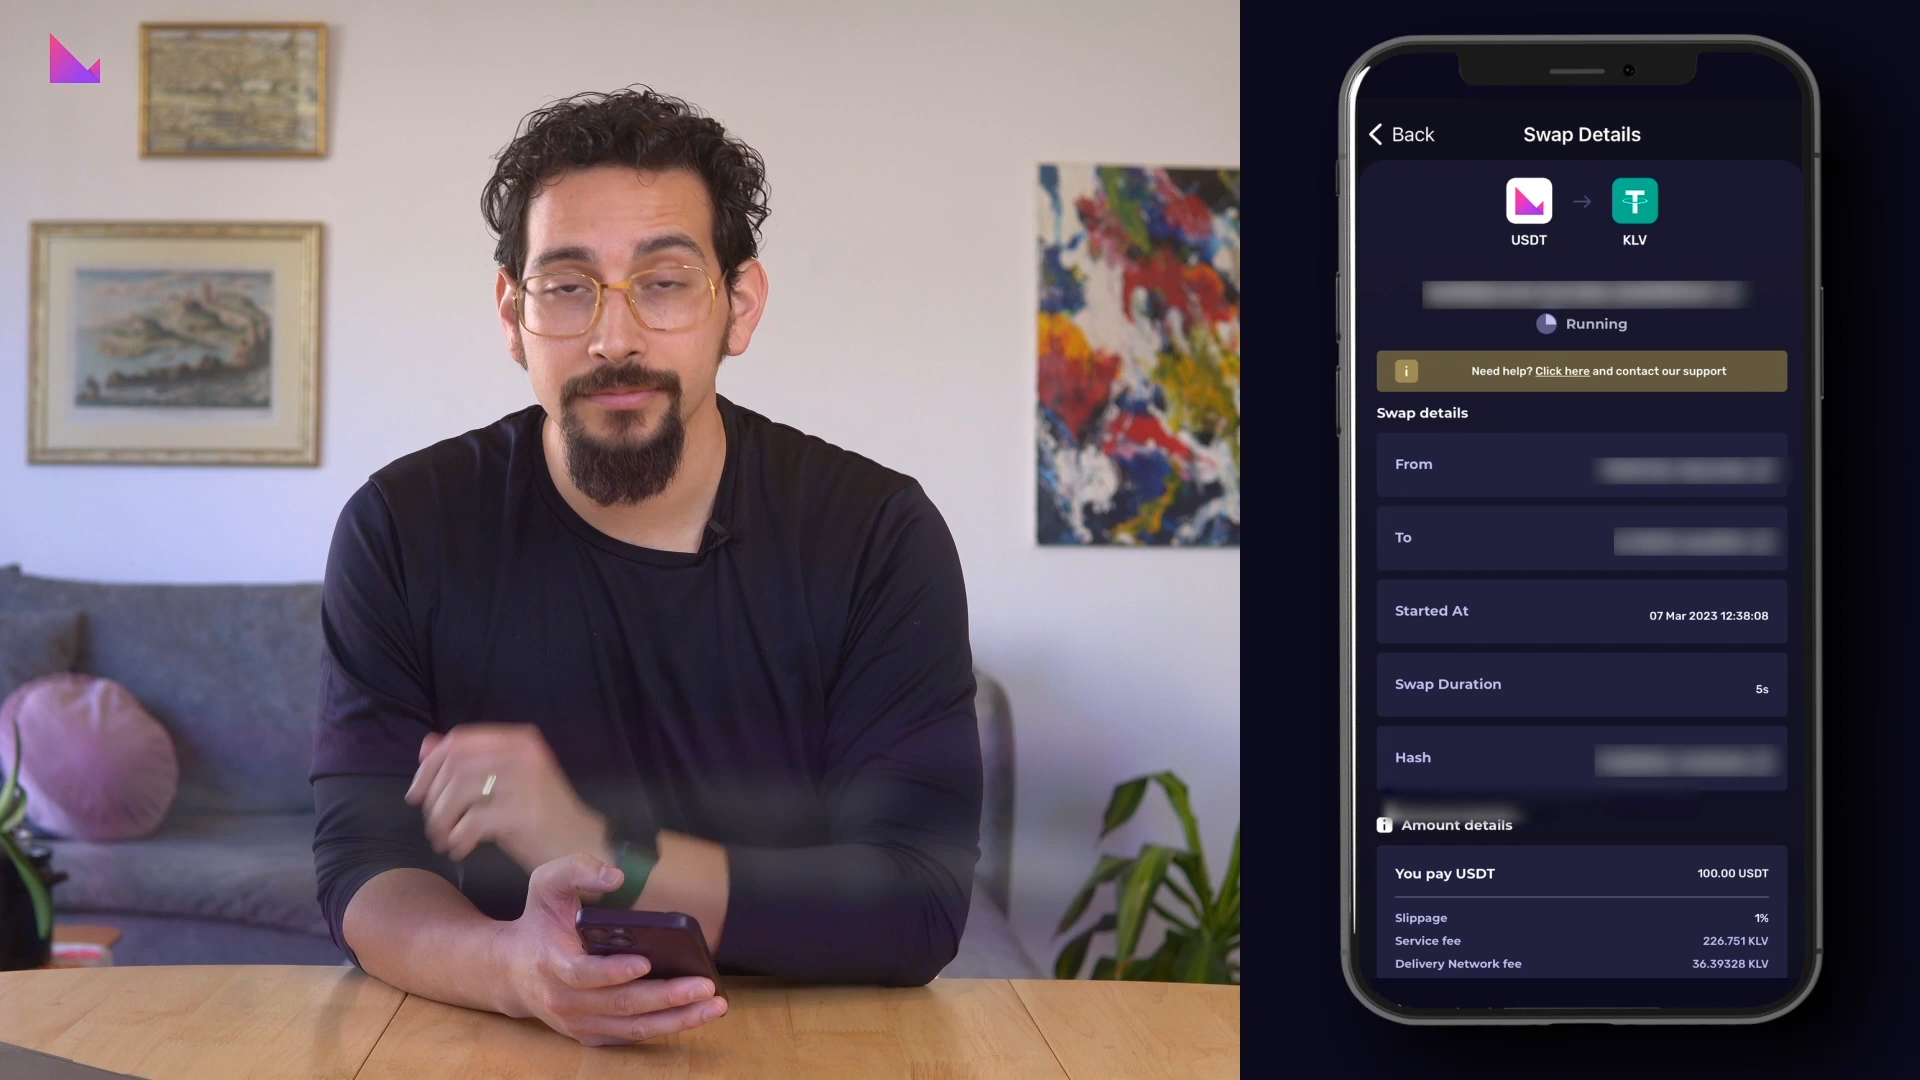 Back
Swap Details
USDT
KLV
Running
Need help? Click here and contact our support
Swap details
From
To
Started At
07 Mar 2023 12:38:08
Swap Duration
5s
Hash
Amount details
You pay USDT
100.00 USDT
Slippage
1%
Service fee
226.751 KLV
Delivery Network fee
36.39328 KLV